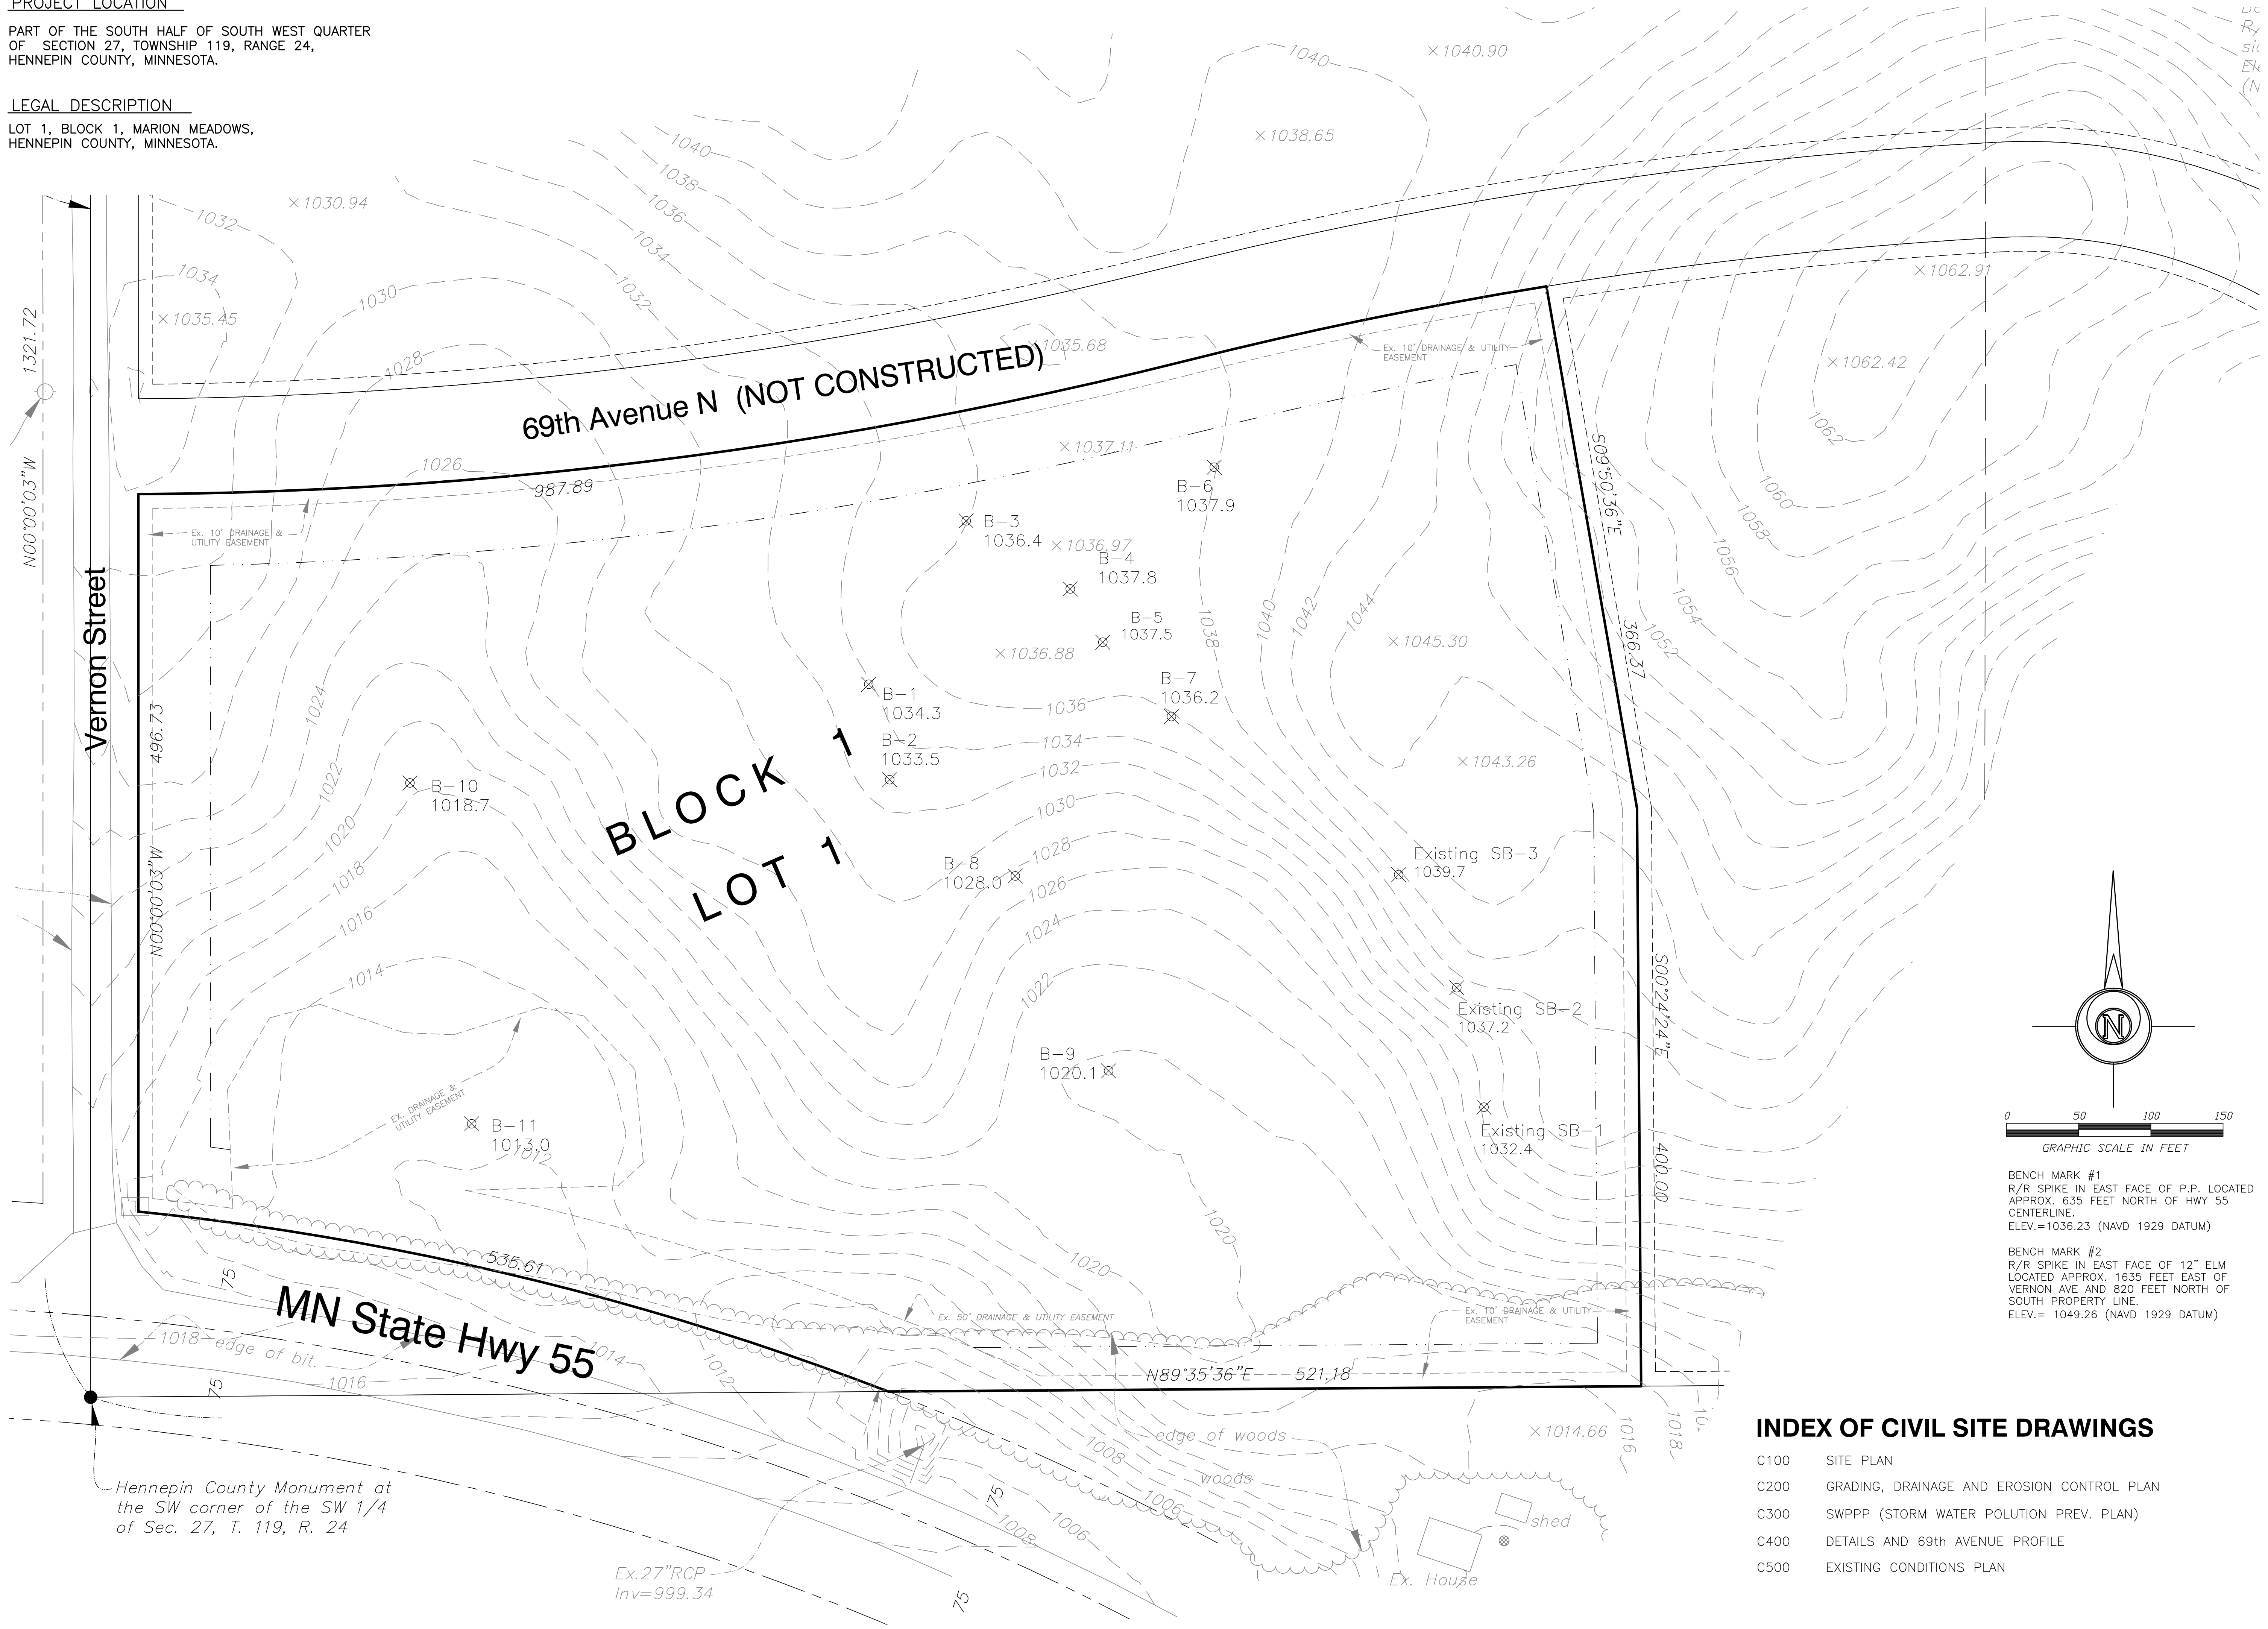 PROJECT LOCATION
PART OF THE SOUTH HALF OF SOUTH WEST QUARTER
OF SECTION 27, TOWNSHIP 119, RANGE 24,
HENNEPIN COUNTY, MINNESOTA.
LEGAL DESCRIPTION
LOT 1, BLOCK 1, MARION MEADOWS,
HENNEPIN COUNTY, MINNESOTA.
×1040.90
1040
×1038.65
1040
1038
1036
1034
1032
×1030.94
1032
1034
×1035.45
1030
1028
1026
×1035.68
×1062.91
×1062.42
1062
1060
1058
1056
1054
1052
1321.72
N00°00'03"W
Vernon Street
69th Avenue N (NOT CONSTRUCTED)
987.89
Ex. 10' DRAINAGE & UTILITY
EASEMENT
S09°50'36"E
366.37
Ex. 10' DRAINAGE &
UTILITY EASEMENT
×1037.11
B-6
1037.9
B-3
1036.4
×1036.97
B-4
1037.8
B-5
1037.5
×1036.88
1038
1040
1042
1044
×1045.30
B-1
1034.3
B-7
1036.2
1036
B-2
1033.5
1034
1032
1030
1028
1026
1024
1022
×1043.26
496.73
N00°00'03"W
1024
1022
1020
1018
1016
1014
B-10
1018.7
BLOCK 1
LOT 1
B-8
1028.0
Existing SB-3
1039.7
Existing SB-2
1037.2
S00°24'24"E
400.00
B-9
1020.1
Existing SB-1
1032.4
EX. DRAINAGE &
UTILITY EASEMENT
B-11
1013.0
1012
1020
1020
535.61
75
MN State Hwy 55
1018
edge of bit.
1016
75
1014
1012
Ex. 50' DRAINAGE & UTILITY EASEMENT
Ex. 10' DRAINAGE & UTILITY
EASEMENT
N89°35'36"E 521.18
edge of woods
woods
1008
1006
×1014.66
1016
1018
75
1008
1006
75
shed
Ex. House
Ex.27"RCP
Inv=999.34
Hennepin County Monument at
the SW corner of the SW 1/4
of Sec. 27, T. 119, R. 24
N
0 50 100 150
GRAPHIC SCALE IN FEET
BENCH MARK #1
R/R SPIKE IN EAST FACE OF P.P. LOCATED
APPROX. 635 FEET NORTH OF HWY 55
CENTERLINE.
ELEV.=1036.23 (NAVD 1929 DATUM)
BENCH MARK #2
R/R SPIKE IN EAST FACE OF 12" ELM
LOCATED APPROX. 1635 FEET EAST OF
VERNON AVE AND 820 FEET NORTH OF
SOUTH PROPERTY LINE.
ELEV.= 1049.26 (NAVD 1929 DATUM)
INDEX OF CIVIL SITE DRAWINGS
C100 SITE PLAN
C200 GRADING, DRAINAGE AND EROSION CONTROL PLAN
C300 SWPPP (STORM WATER POLUTION PREV. PLAN)
C400 DETAILS AND 69th AVENUE PROFILE
C500 EXISTING CONDITIONS PLAN